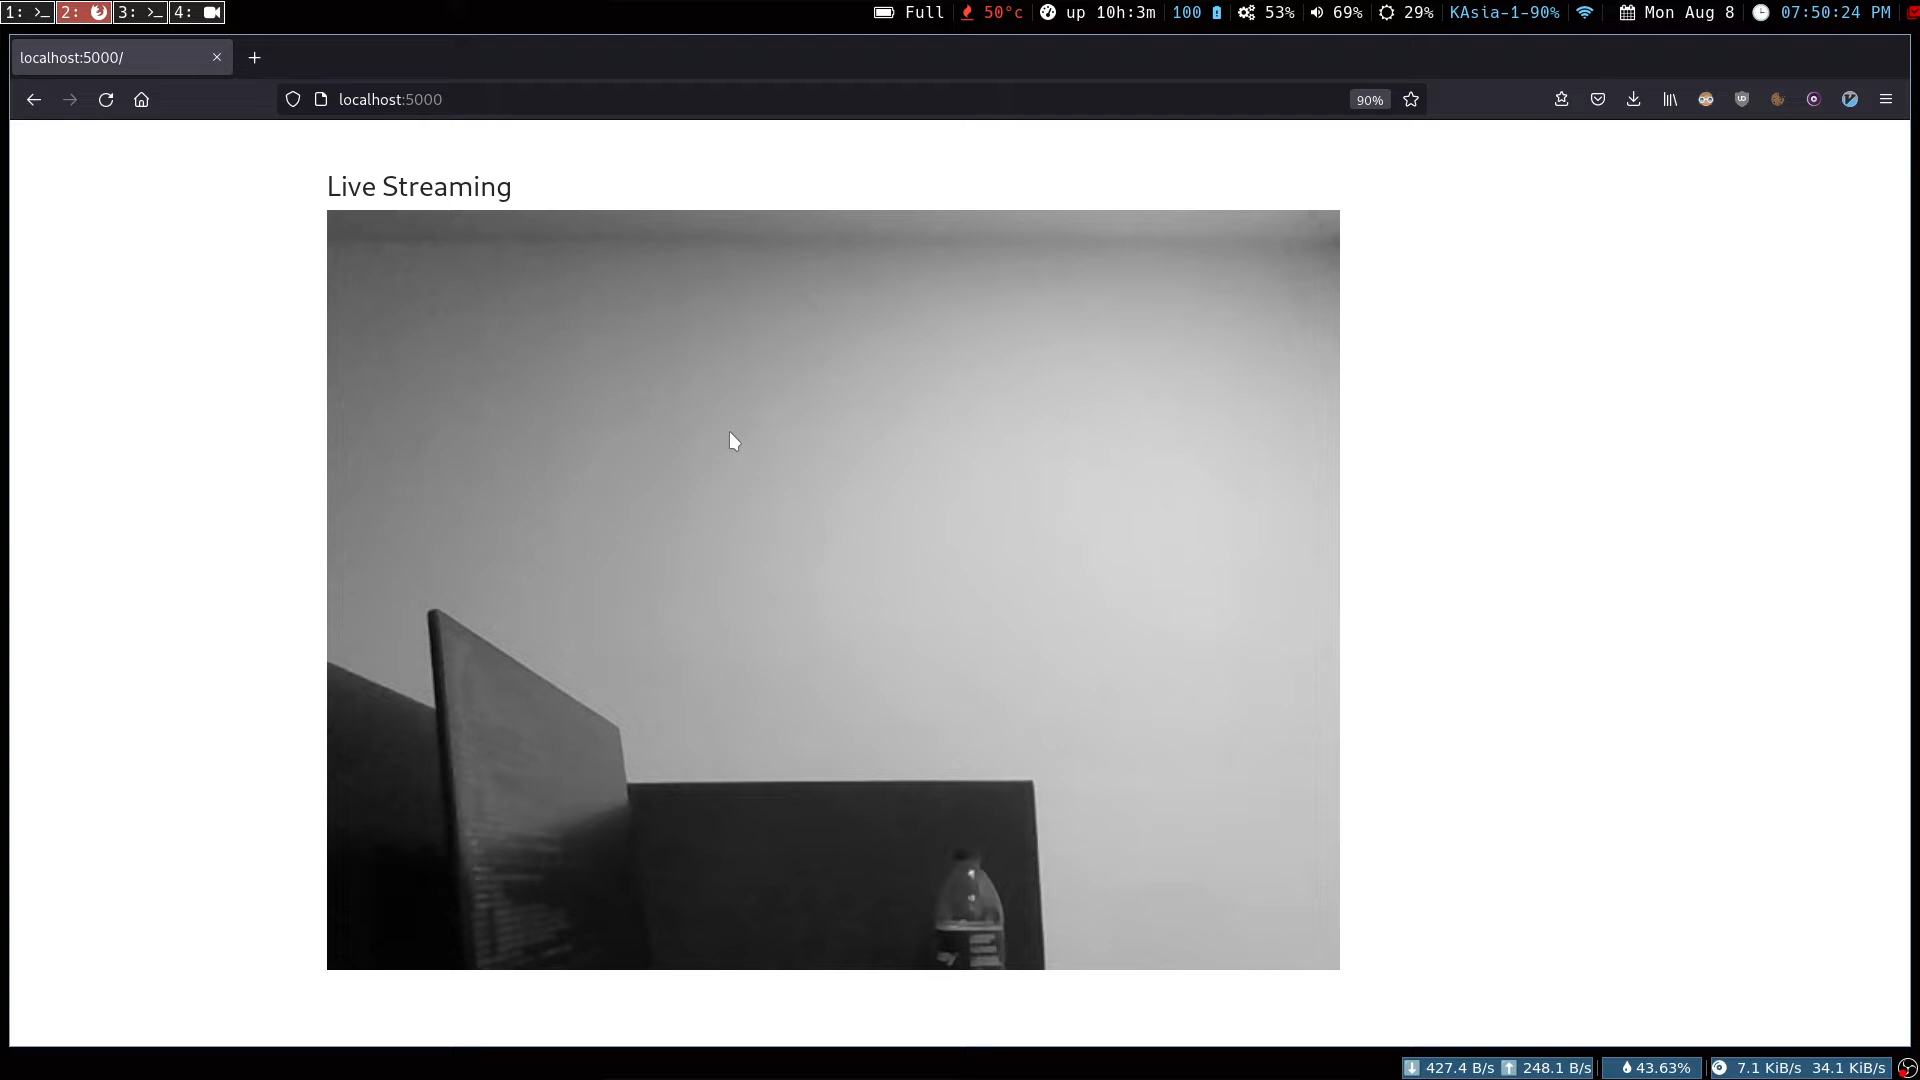 1: >_ 2: 3: >_ 4: Full 50°c up 10h:3m 100 53% 69% 29% KAsia-1-90% Mon Aug 8 07:50:24 PM
localhost:5000/
localhost:5000 90%
Live Streaming
427.4 B/s 248.1 B/s 43.63% 7.1 KiB/s 34.1 KiB/s